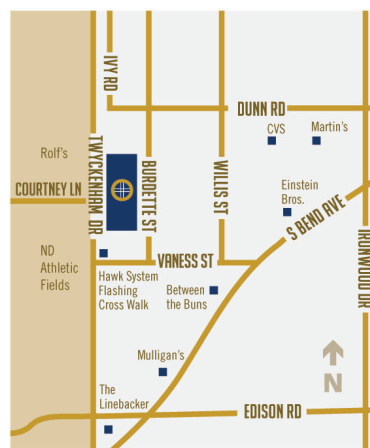 IVY RD
DUNN RD
CVS
Martin's
Rolf's
TWYCKENHAM DR
BURDETTE ST
WILLIS ST
COURTNEY LN
Einstein
Bros.
S BEND AVE
IRONWOOD DR
ND
Athletic
Fields
VANESS ST
Hawk System
Flashing
Cross Walk
Between
the Buns
Mulligan's
N
The
Linebacker
EDISON RD